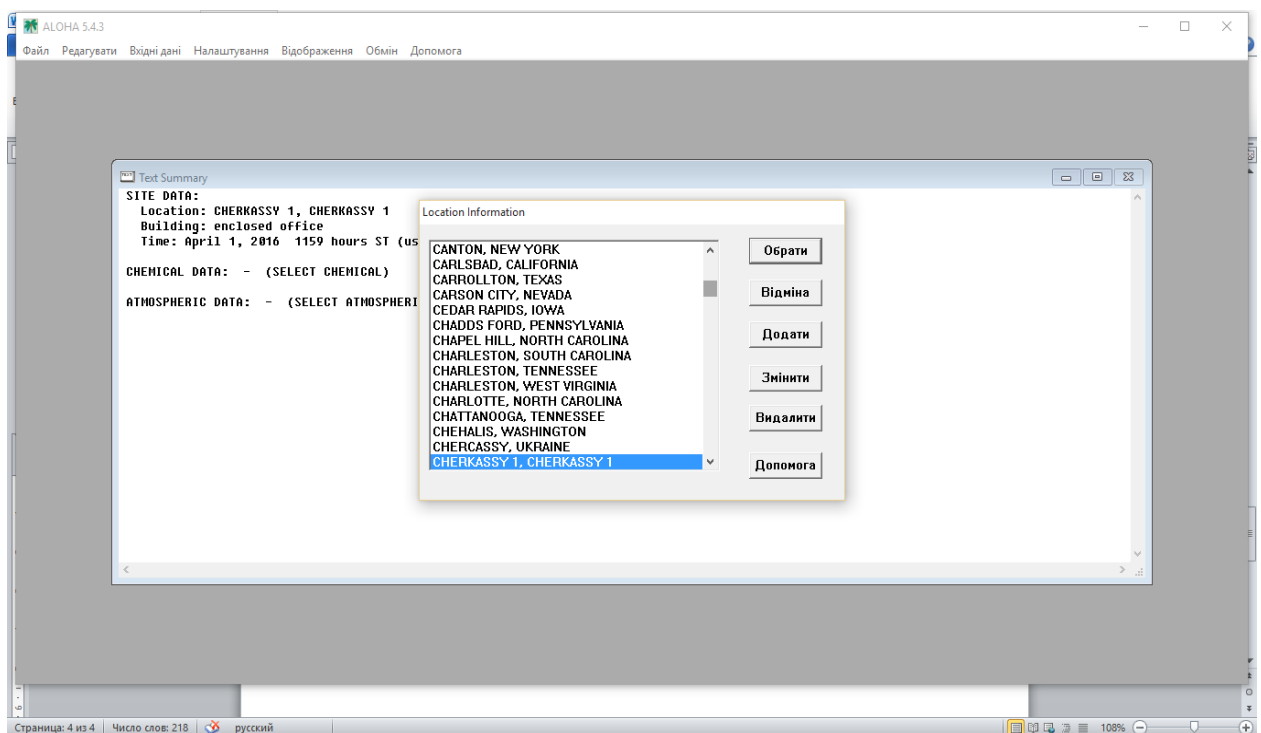 ALOHA 5.4.3
Файл Редагувати Вхідні дані Налаштування Відображення Обмін Допомога
Text Summary
SITE DATA:
Location: CHERKASSY 1, CHERKASSY 1
Building: enclosed office
Time: April 1, 2016 1159 hours ST (us
CHEMICAL DATA: - (SELECT CHEMICAL)
ATMOSPHERIC DATA: - (SELECT ATMOSPHERI
Location Information
CANTON, NEW YORK
CARLSBAD, CALIFORNIA
CARROLLTON, TEXAS
CARSON CITY, NEVADA
CEDAR RAPIDS, IOWA
CHADDS FORD, PENNSYLVANIA
CHAPEL HILL, NORTH CAROLINA
CHARLESTON, SOUTH CAROLINA
CHARLESTON, TENNESSEE
CHARLESTON, WEST VIRGINIA
CHARLOTTE, NORTH CAROLINA
CHATTANOOGA, TENNESSEE
CHEHALIS, WASHINGTON
CHERCASSY, UKRAINE
CHERKASSY 1, CHERKASSY 1
Обрати
Відміна
Додати
Змінити
Видалити
Допомога
Страница: 4 из 4 Число слов: 218 русский 108%